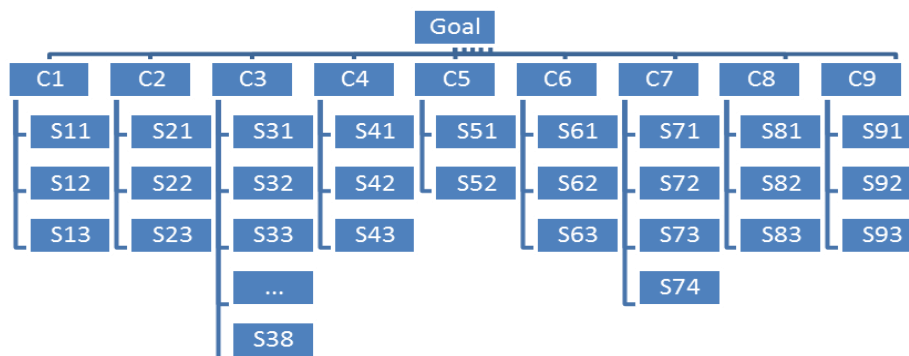 Goal
C1 C2 C3 C4 C5 C6 C7 C8 C9
S11 S21 S31 S41 S51 S61 S71 S81 S91
S12 S22 S32 S42 S52 S62 S72 S82 S92
S13 S23 S33 S43 S63 S73 S83 S93
... S74
S38